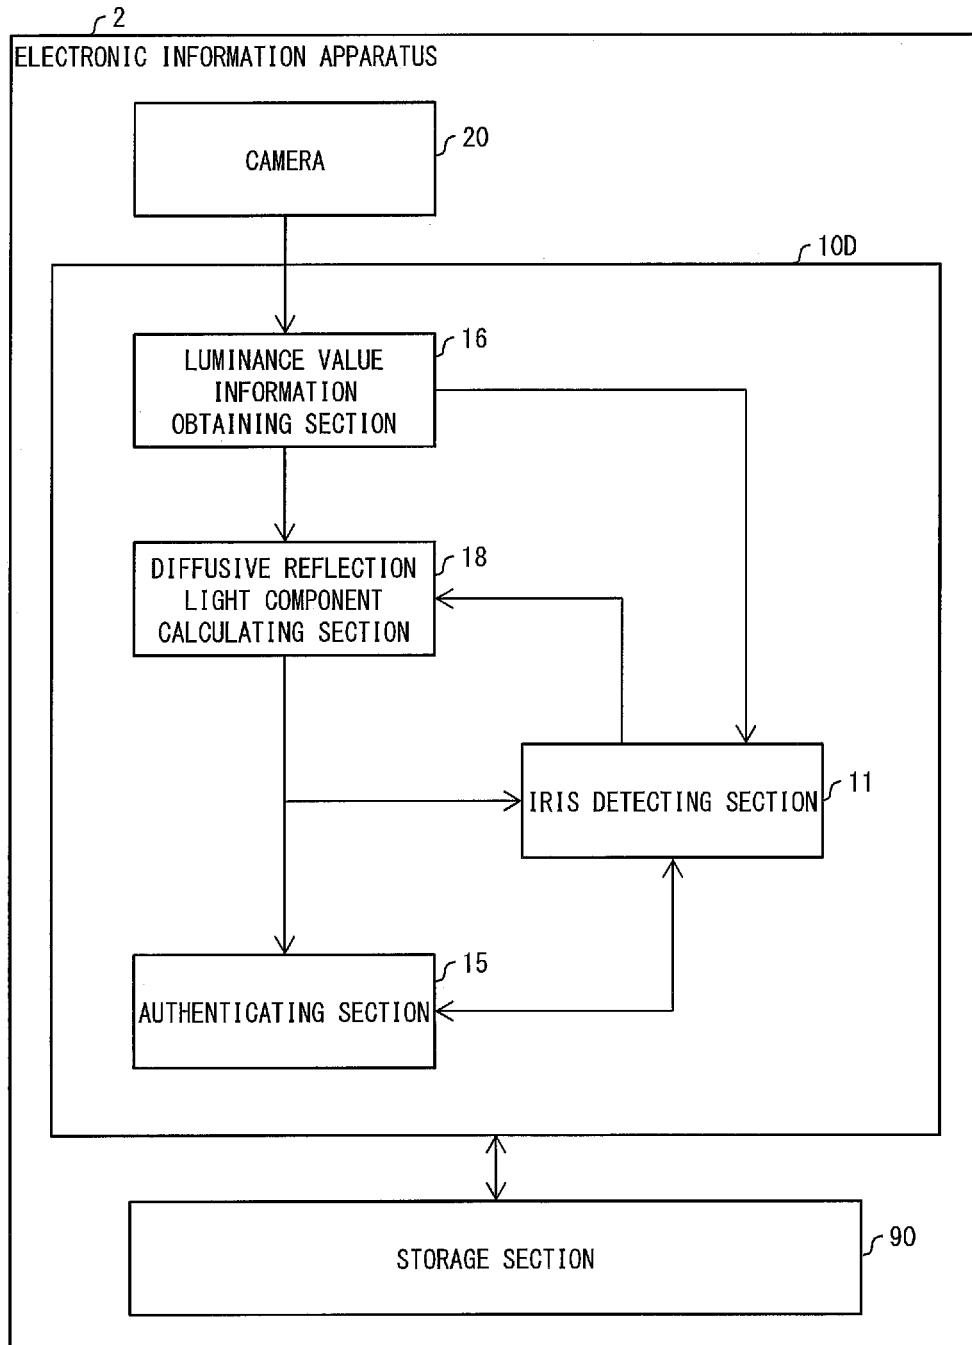 2
ELECTRONIC INFORMATION APPARATUS
CAMERA
20
10D
LUMINANCE VALUE
INFORMATION
OBTAINING SECTION
16
DIFFUSIVE REFLECTION
LIGHT COMPONENT
CALCULATING SECTION
18
IRIS DETECTING SECTION
11
AUTHENTICATING SECTION
15
STORAGE SECTION
90